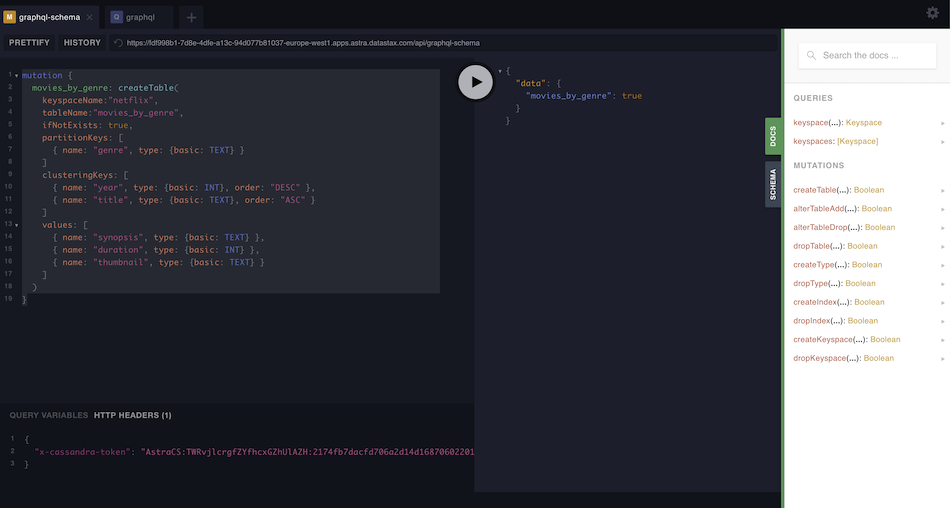 M graphql-schema ×
Q graphql
+
PRETTIFY HISTORY https://fdf998b1-7d8e-4dfe-a13c-94d077b81037-europe-west1.apps.astra.datastax.com/api/graphql-schema
1 mutation {
2 movies_by_genre: createTable(
3 keyspaceName:"netflix",
4 tableName:"movies_by_genre",
5 ifNotExists: true,
6 partitionKeys: [
7 { name: "genre", type: {basic: TEXT} }
8 ]
9 clusteringKeys: [
10 { name: "year", type: {basic: INT}, order: "DESC" },
11 { name: "title", type: {basic: TEXT}, order: "ASC" }
12 ]
13 values: [
14 { name: "synopsis", type: {basic: TEXT} },
15 { name: "duration", type: {basic: INT} },
16 { name: "thumbnail", type: {basic: TEXT} }
17 ]
18 )
19 }
QUERY VARIABLES HTTP HEADERS (1)
1 {
2 "x-cassandra-token": "AstraCS:TWRvjlcrgfZYfhcxGZhUlAZH:2174fb7dacfd706a2d14d16870602201
3 }
{
"data": {
"movies_by_genre": true
}
}
DOCS
SCHEMA
Search the docs ...
QUERIES
keyspace(...): Keyspace
keyspaces: [Keyspace]
MUTATIONS
createTable(...): Boolean
alterTableAdd(...): Boolean
alterTableDrop(...): Boolean
dropTable(...): Boolean
createType(...): Boolean
dropType(...): Boolean
createIndex(...): Boolean
dropIndex(...): Boolean
createKeyspace(...): Boolean
dropKeyspace(...): Boolean